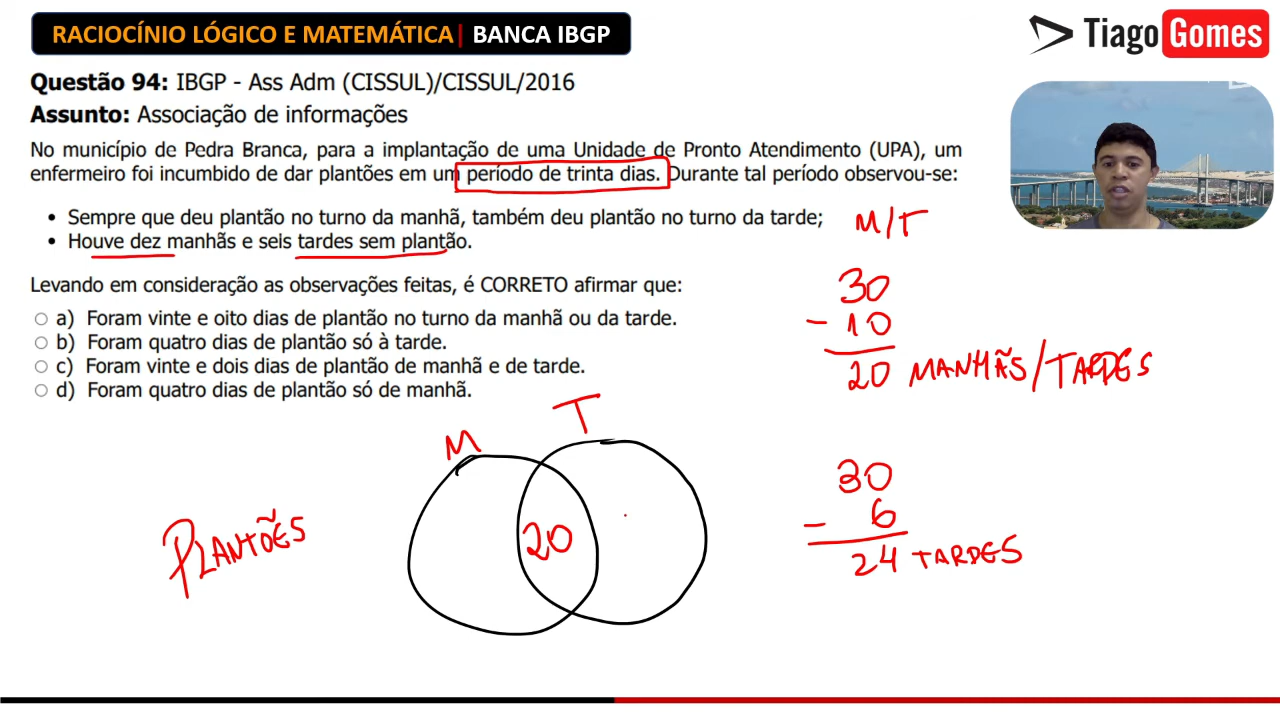 RACIOCÍNIO LÓGICO E MATEMÁTICA| BANCA IBGP
Tiago Gomes
Questão 94: IBGP - Ass Adm (CISSUL)/CISSUL/2016
Assunto: Associação de informações
No município de Pedra Branca, para a implantação de uma Unidade de Pronto Atendimento (UPA), um
enfermeiro foi incumbido de dar plantões em um período de trinta dias. Durante tal período observou-se:
• Sempre que deu plantão no turno da manhã, também deu plantão no turno da tarde;
• Houve dez manhãs e seis tardes sem plantão.
M/T
Levando em consideração as observações feitas, é CORRETO afirmar que:
a) Foram vinte e oito dias de plantão no turno da manhã ou da tarde.
b) Foram quatro dias de plantão só à tarde.
c) Foram vinte e dois dias de plantão de manhã e de tarde.
d) Foram quatro dias de plantão só de manhã.
30
- 10
20 MANHÃS/TARDES
M
T
PLANTÕES
20
30
- 6
24 TARDES